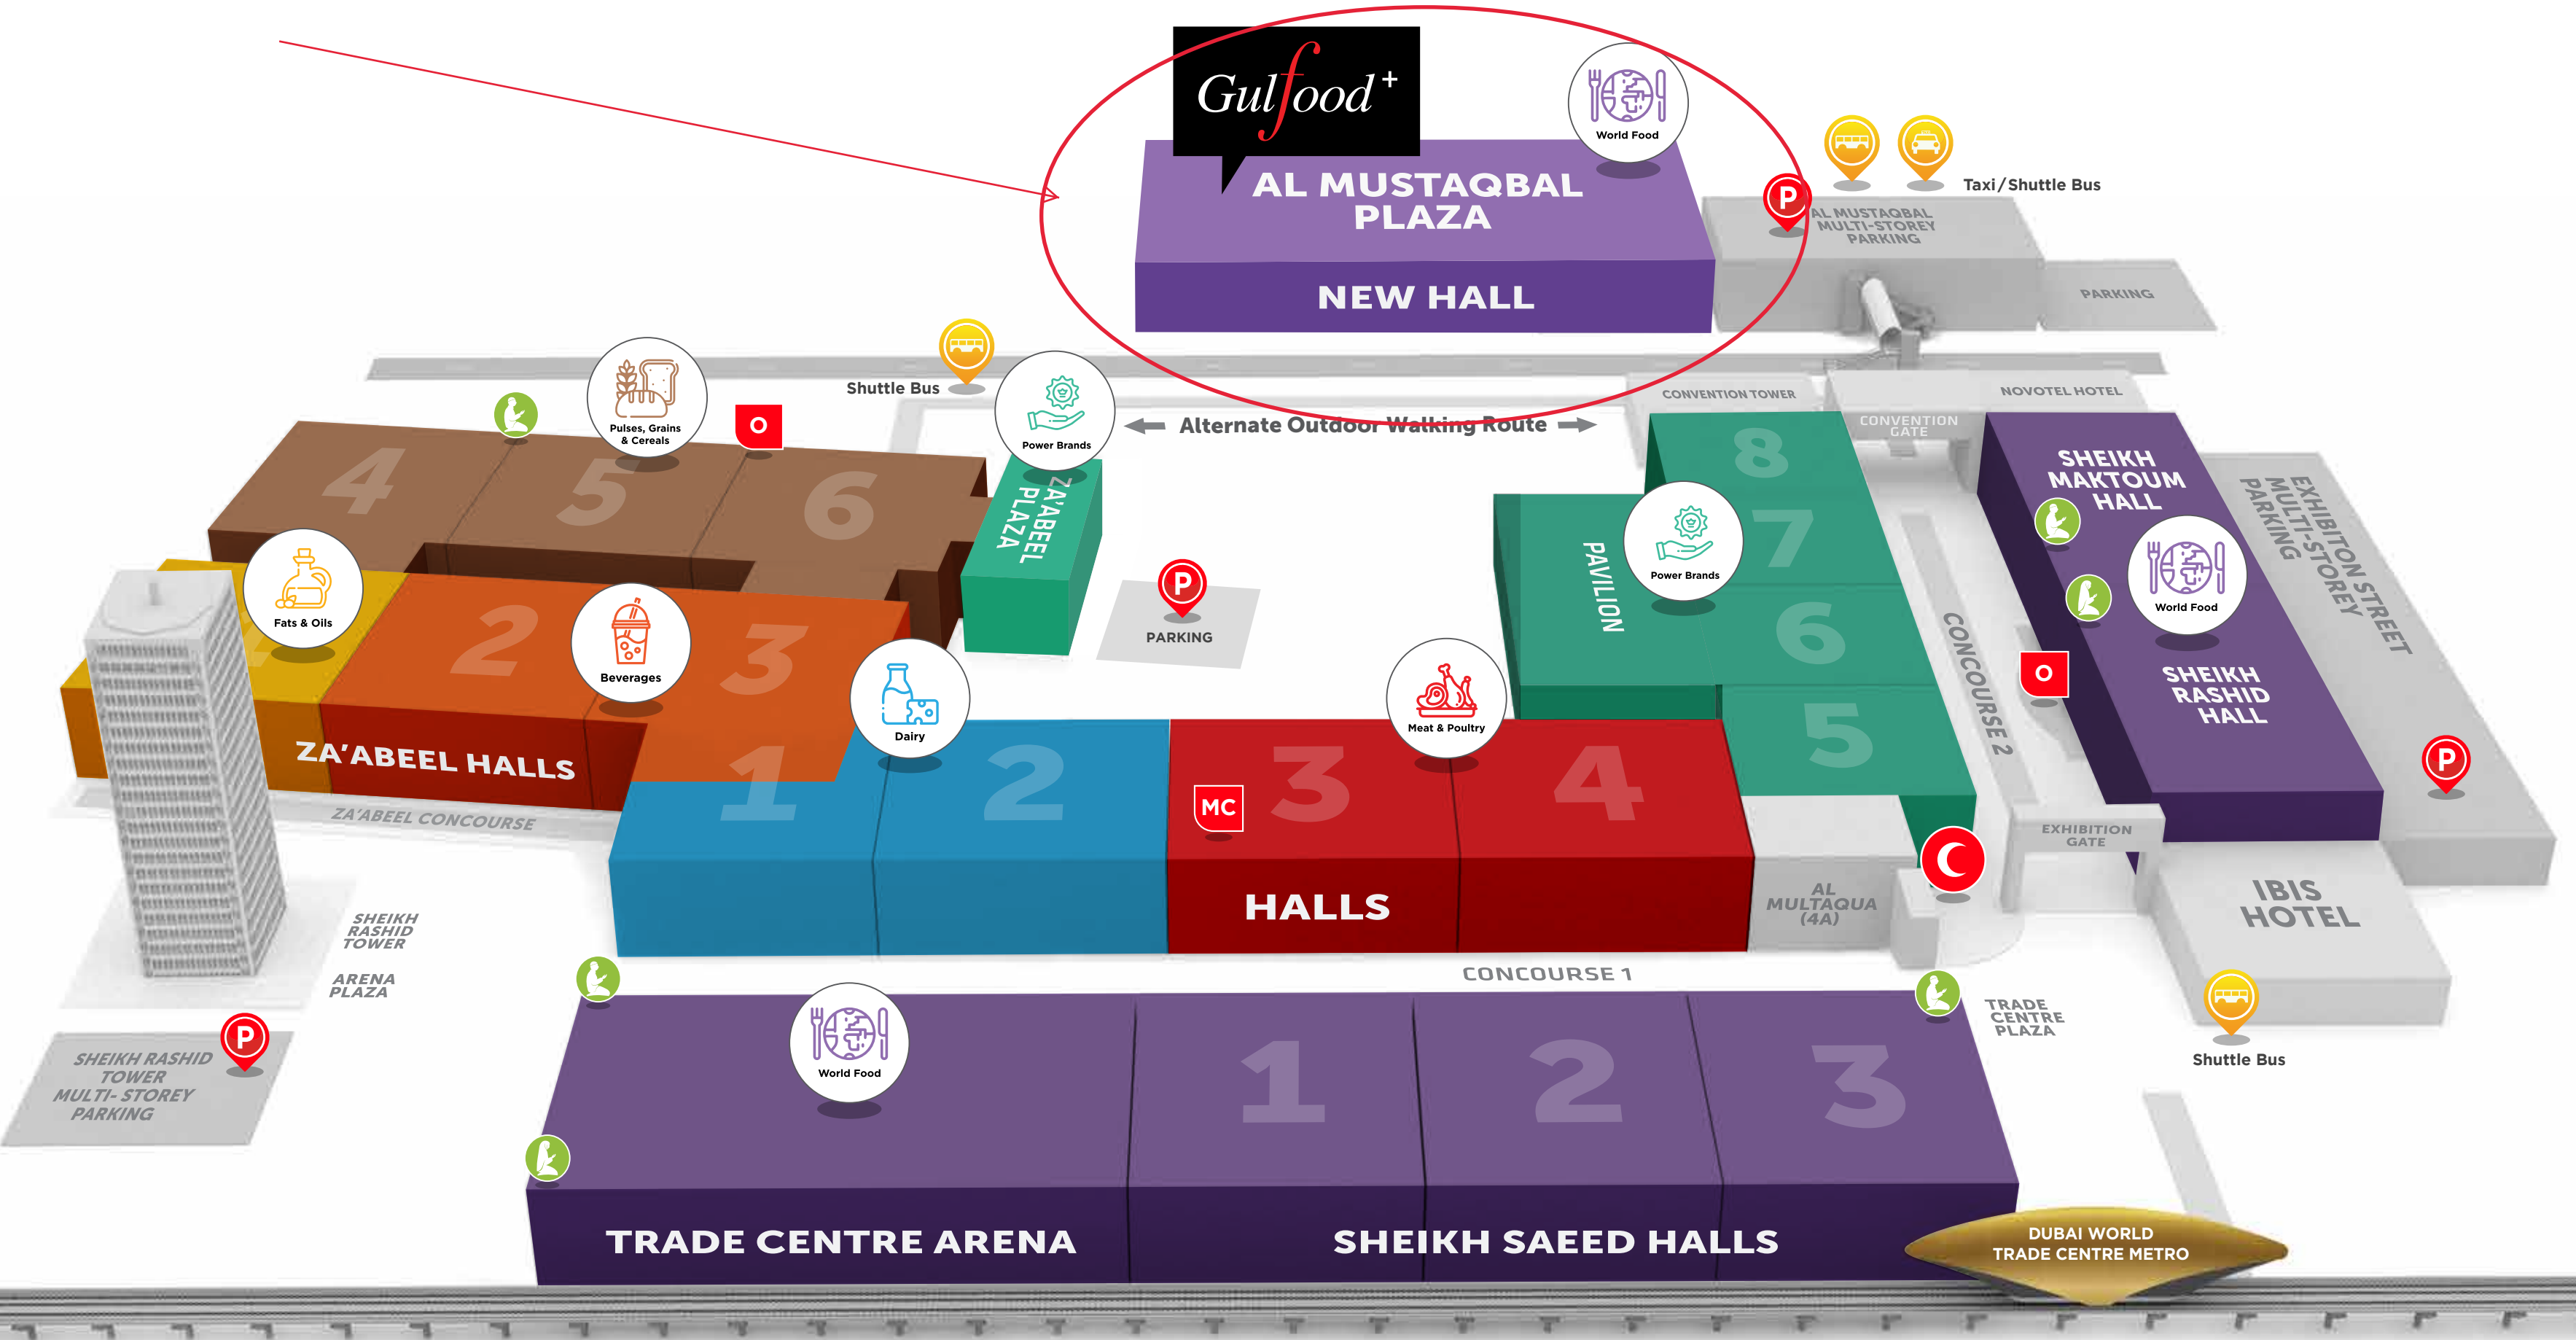 Gulfood+
World Food
AL MUSTAQBAL
PLAZA
NEW HALL
P
Taxi/Shuttle Bus
AL MUSTAQBAL
MULTI-STOREY
PARKING
PARKING
Shuttle Bus
Pulses, Grains
& Cereals
O
Power Brands
Alternate Outdoor Walking Route
CONVENTION TOWER
NOVOTEL HOTEL
CONVENTION
GATE
4
5
6
ZA'ABEEL
PLAZA
P
PARKING
8
7
6
5
PAVILION
Power Brands
CONCOURSE 2
SHEIKH
MAKTOUM
HALL
World Food
SHEIKH
RASHID
HALL
O
EXHIBITON STREET
MULTI-STOREY
PARKING
P
Fats & Oils
1
2
Beverages
3
ZA'ABEEL HALLS
ZA'ABEEL CONCOURSE
Dairy
1
2
Meat & Poultry
MC
3
4
HALLS
AL
MULTAQUA
(4A)
EXHIBITION
GATE
IBIS
HOTEL
SHEIKH
RASHID
TOWER
ARENA
PLAZA
CONCOURSE 1
TRADE
CENTRE
PLAZA
Shuttle Bus
P
SHEIKH RASHID
TOWER
MULTI- STOREY
PARKING
World Food
1
2
3
TRADE CENTRE ARENA
SHEIKH SAEED HALLS
DUBAI WORLD
TRADE CENTRE METRO